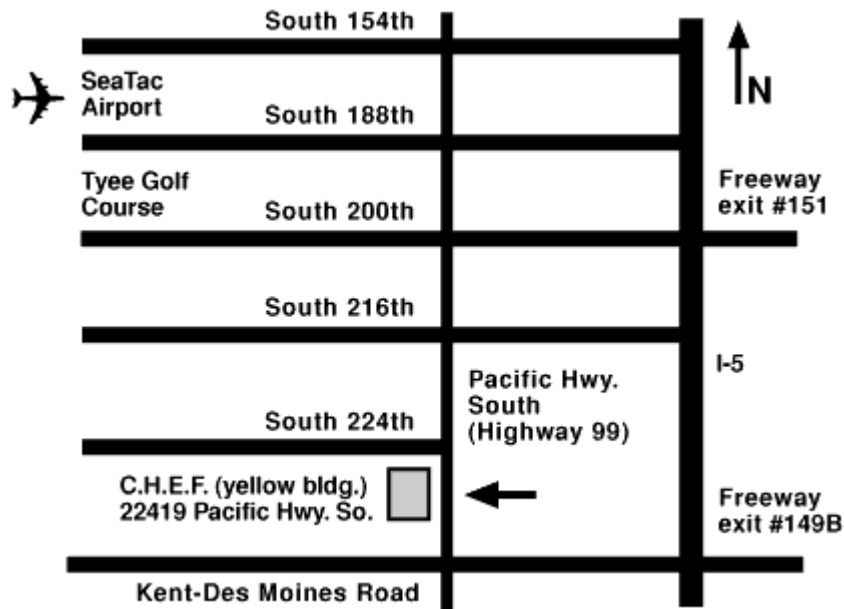 South 154th
SeaTac
Airport
N
South 188th
Tyee Golf
Course
Freeway
exit #151
South 200th
South 216th
I-5
Pacific Hwy.
South
(Highway 99)
South 224th
C.H.E.F. (yellow bldg.)
22419 Pacific Hwy. So.
Freeway
exit #149B
Kent-Des Moines Road